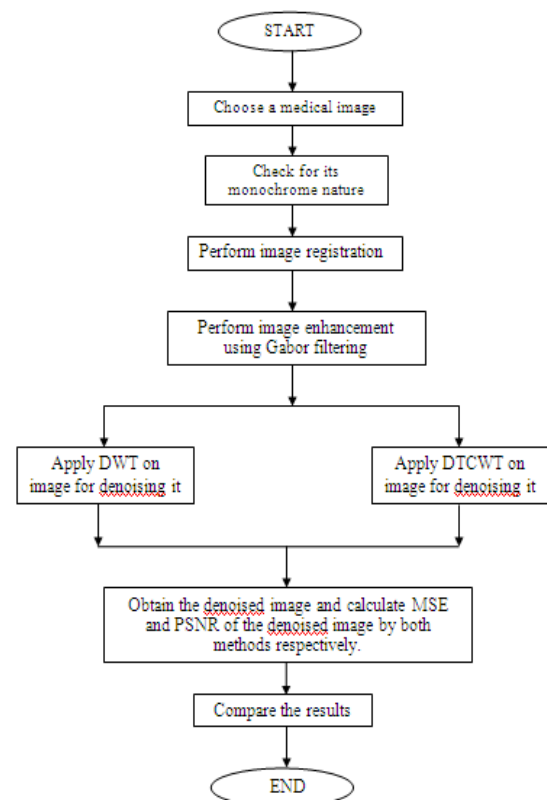 START
Choose a medical image
Check for its
monochrome nature
Perform image registration
Perform image enhancement
using Gabor filtering
Apply DWT on
image for denoising it
Apply DTCWT on
image for denoising it
Obtain the denoised image and calculate MSE
and PSNR of the denoised image by both
methods respectively.
Compare the results
END